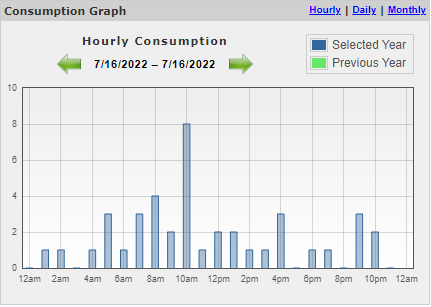 Consumption Graph
Hourly | Daily | Monthly
Hourly Consumption
7/16/2022 – 7/16/2022
Selected Year
Previous Year
10
8
6
4
2
0
12am 2am 4am 6am 8am 10am 12pm 2pm 4pm 6pm 8pm 10pm 12am